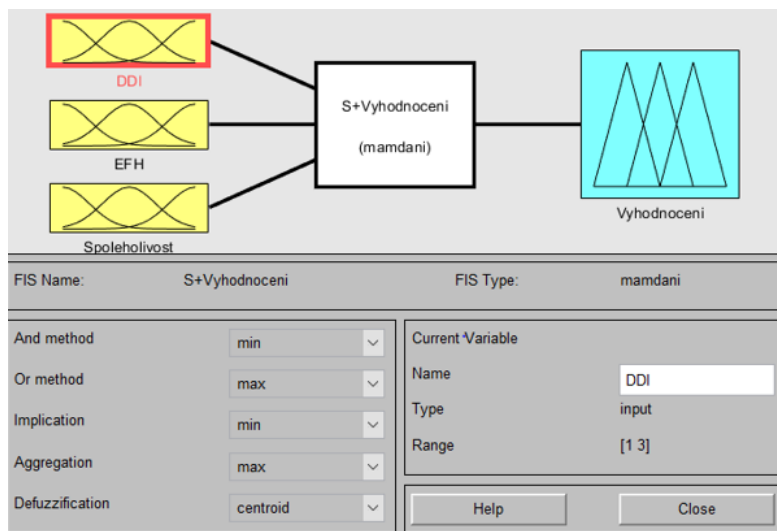 DDI
EFH
Spoleholivost
S+Vyhodnoceni
(mamdani)
Vyhodnoceni
FIS Name: S+Vyhodnoceni FIS Type: mamdani
And method min
Or method max
Implication min
Aggregation max
Defuzzification centroid
Current Variable
Name DDI
Type input
Range [1 3]
Help Close